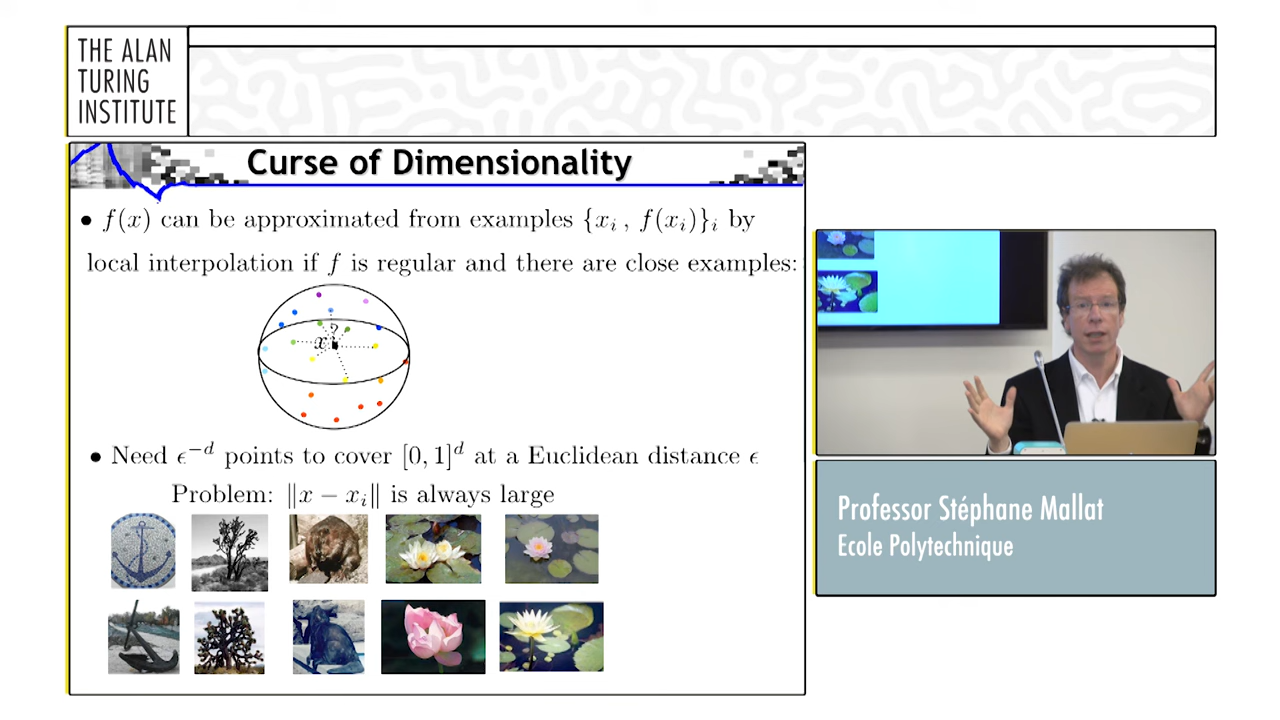 THE ALAN
TURING
INSTITUTE
Curse of Dimensionality
• f(x) can be approximated from examples {x_i , f(x_i)}_i by
local interpolation if f is regular and there are close examples:
?
x
• Need ϵ^{-d} points to cover [0, 1]^d at a Euclidean distance ϵ
Problem: ‖x − x_i‖ is always large
Professor Stéphane Mallat
Ecole Polytechnique